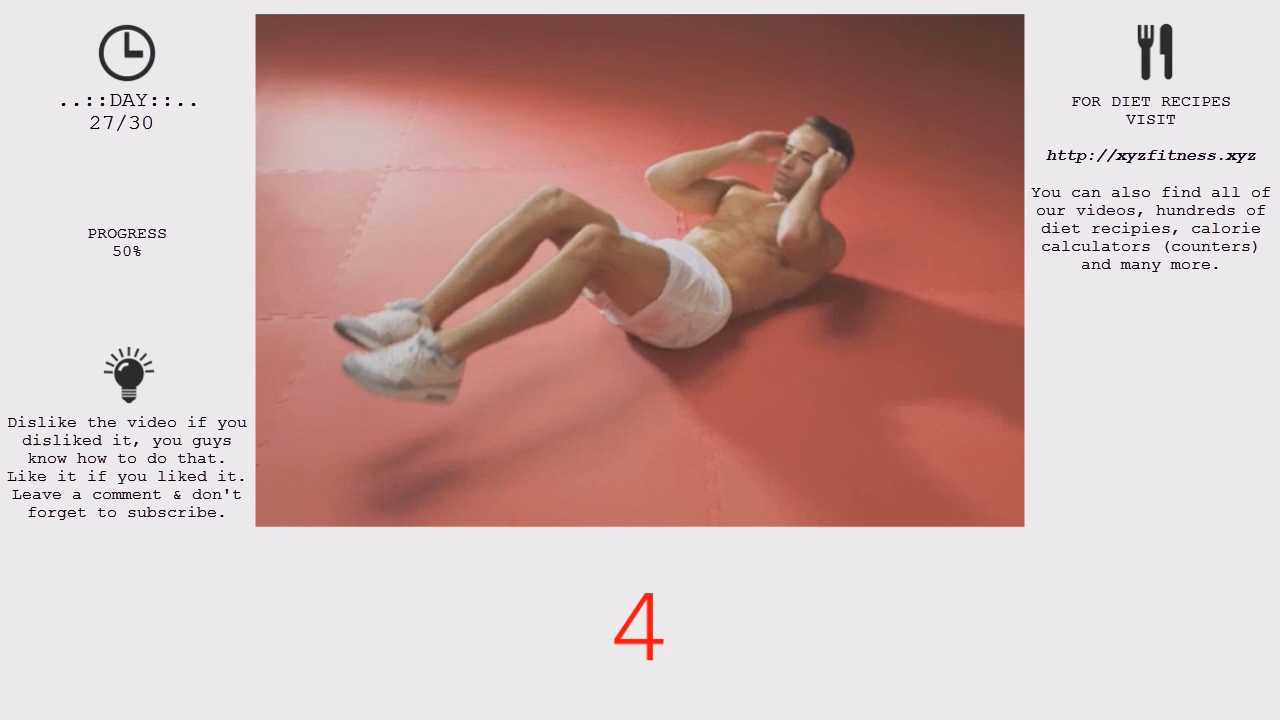 ..::DAY::..
27/30
PROGRESS
50%
Dislike the video if you
disliked it, you guys
know how to do that.
Like it if you liked it.
Leave a comment & don't
forget to subscribe.
FOR DIET RECIPES
VISIT
http://xyzfitness.xyz
You can also find all of
our videos, hundreds of
diet recipies, calorie
calculators (counters)
and many more.
4